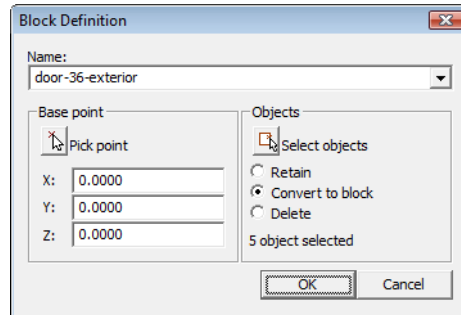 Block Definition
Name:
door-36-exterior
Base point
Pick point
X: 0.0000
Y: 0.0000
Z: 0.0000
Objects
Select objects
Retain
Convert to block
Delete
5 object selected
OK
Cancel